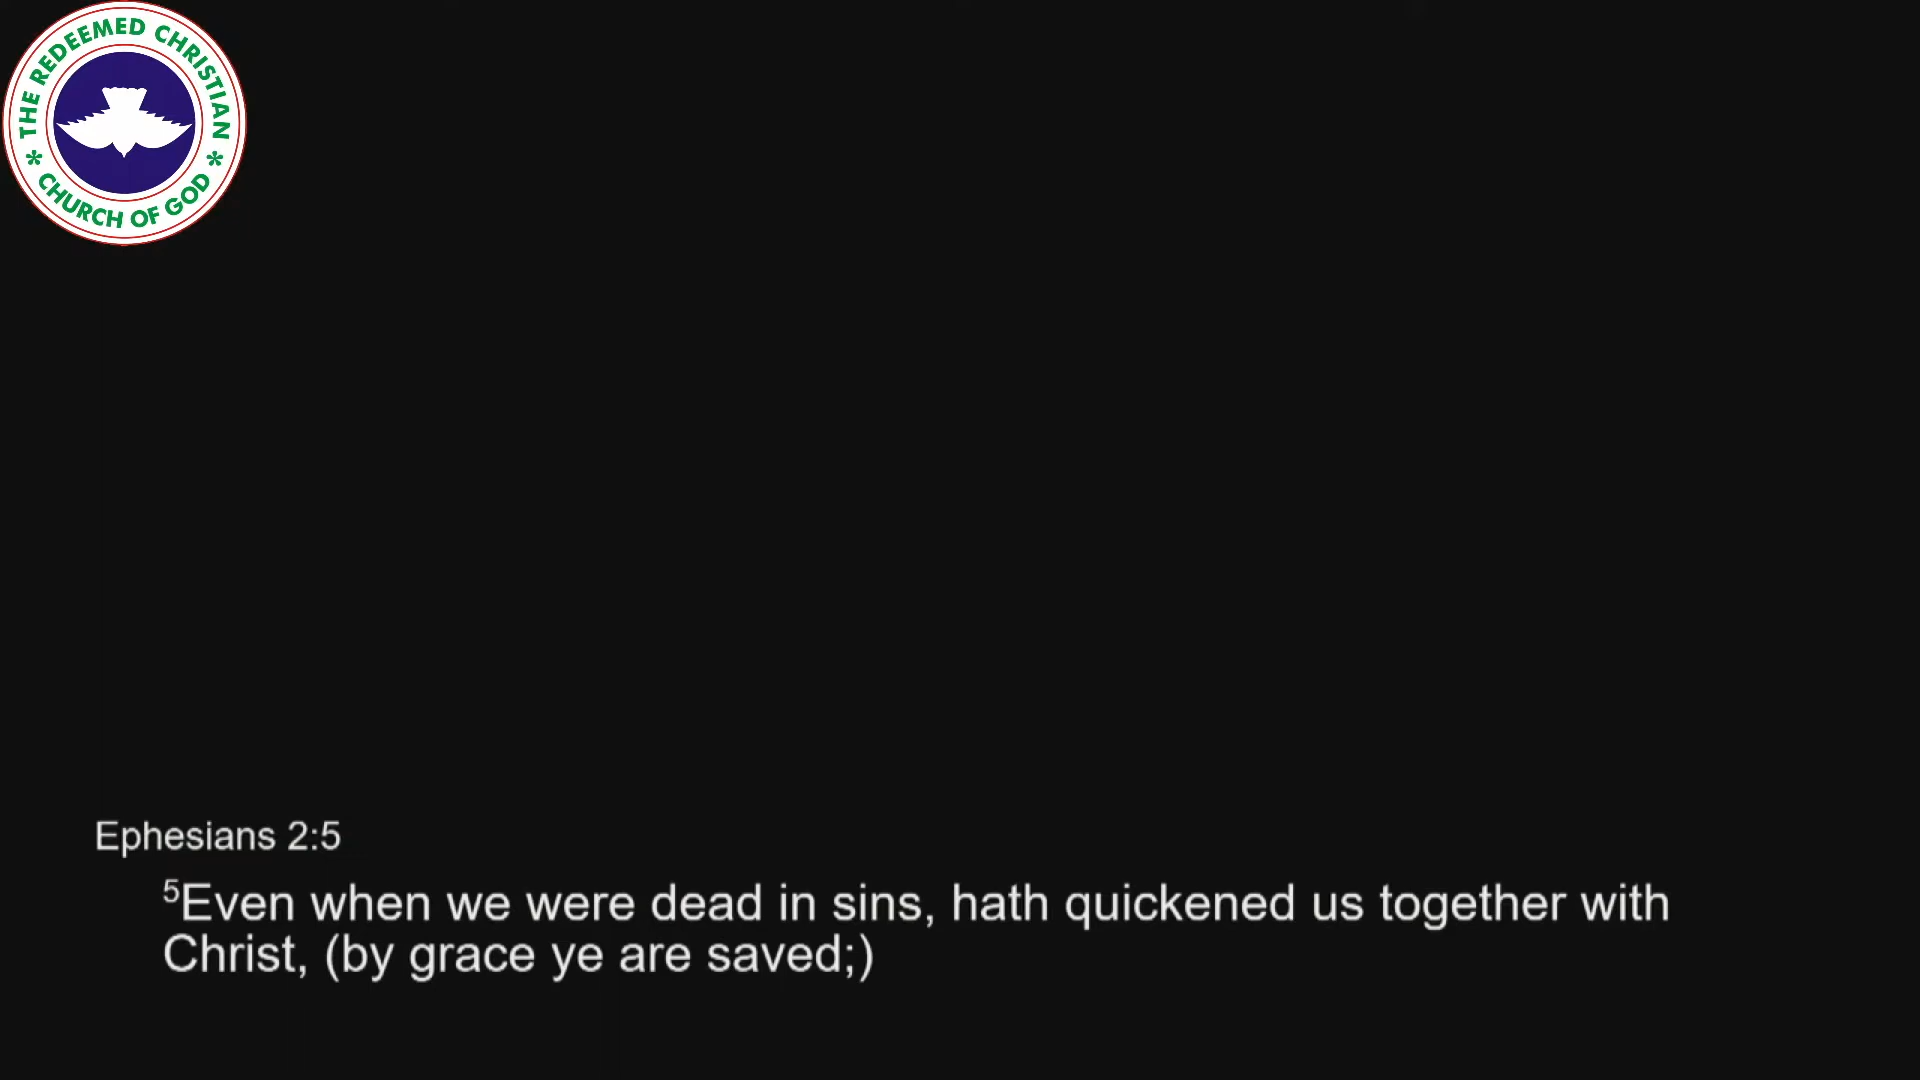 THE REDEEMED CHRISTIAN
* CHURCH OF GOD *
Ephesians 2:5
5Even when we were dead in sins, hath quickened us together with
Christ, (by grace ye are saved;)